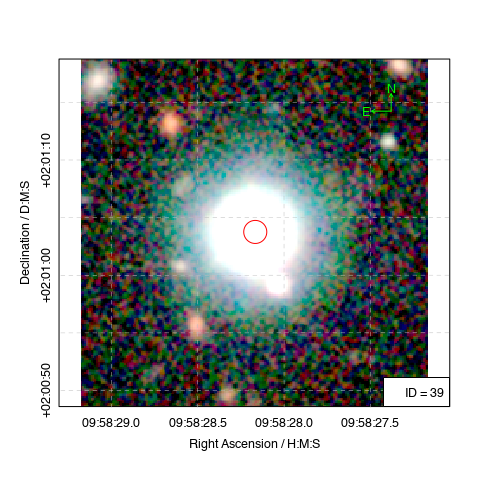 N
E
+02:01:10
+02:01:00
+02:00:50
Declination / D:M:S
ID = 39
09:58:29.0 09:58:28.5 09:58:28.0 09:58:27.5
Right Ascension / H:M:S